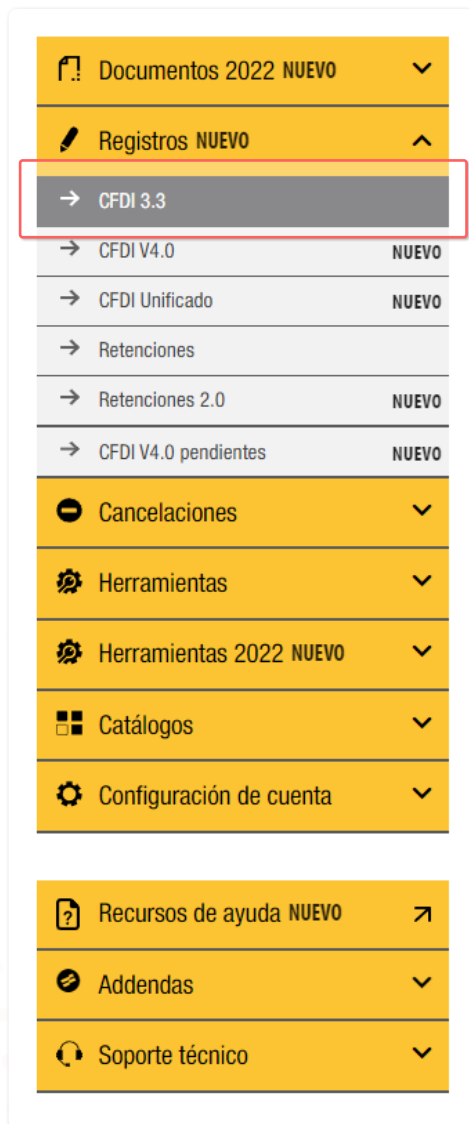 Documentos 2022 NUEVO
Registros NUEVO
CFDI 3.3
CFDI V4.0 NUEVO
CFDI Unificado NUEVO
Retenciones
Retenciones 2.0 NUEVO
CFDI V4.0 pendientes NUEVO
Cancelaciones
Herramientas
Herramientas 2022 NUEVO
Catálogos
Configuración de cuenta
Recursos de ayuda NUEVO
Addendas
Soporte técnico